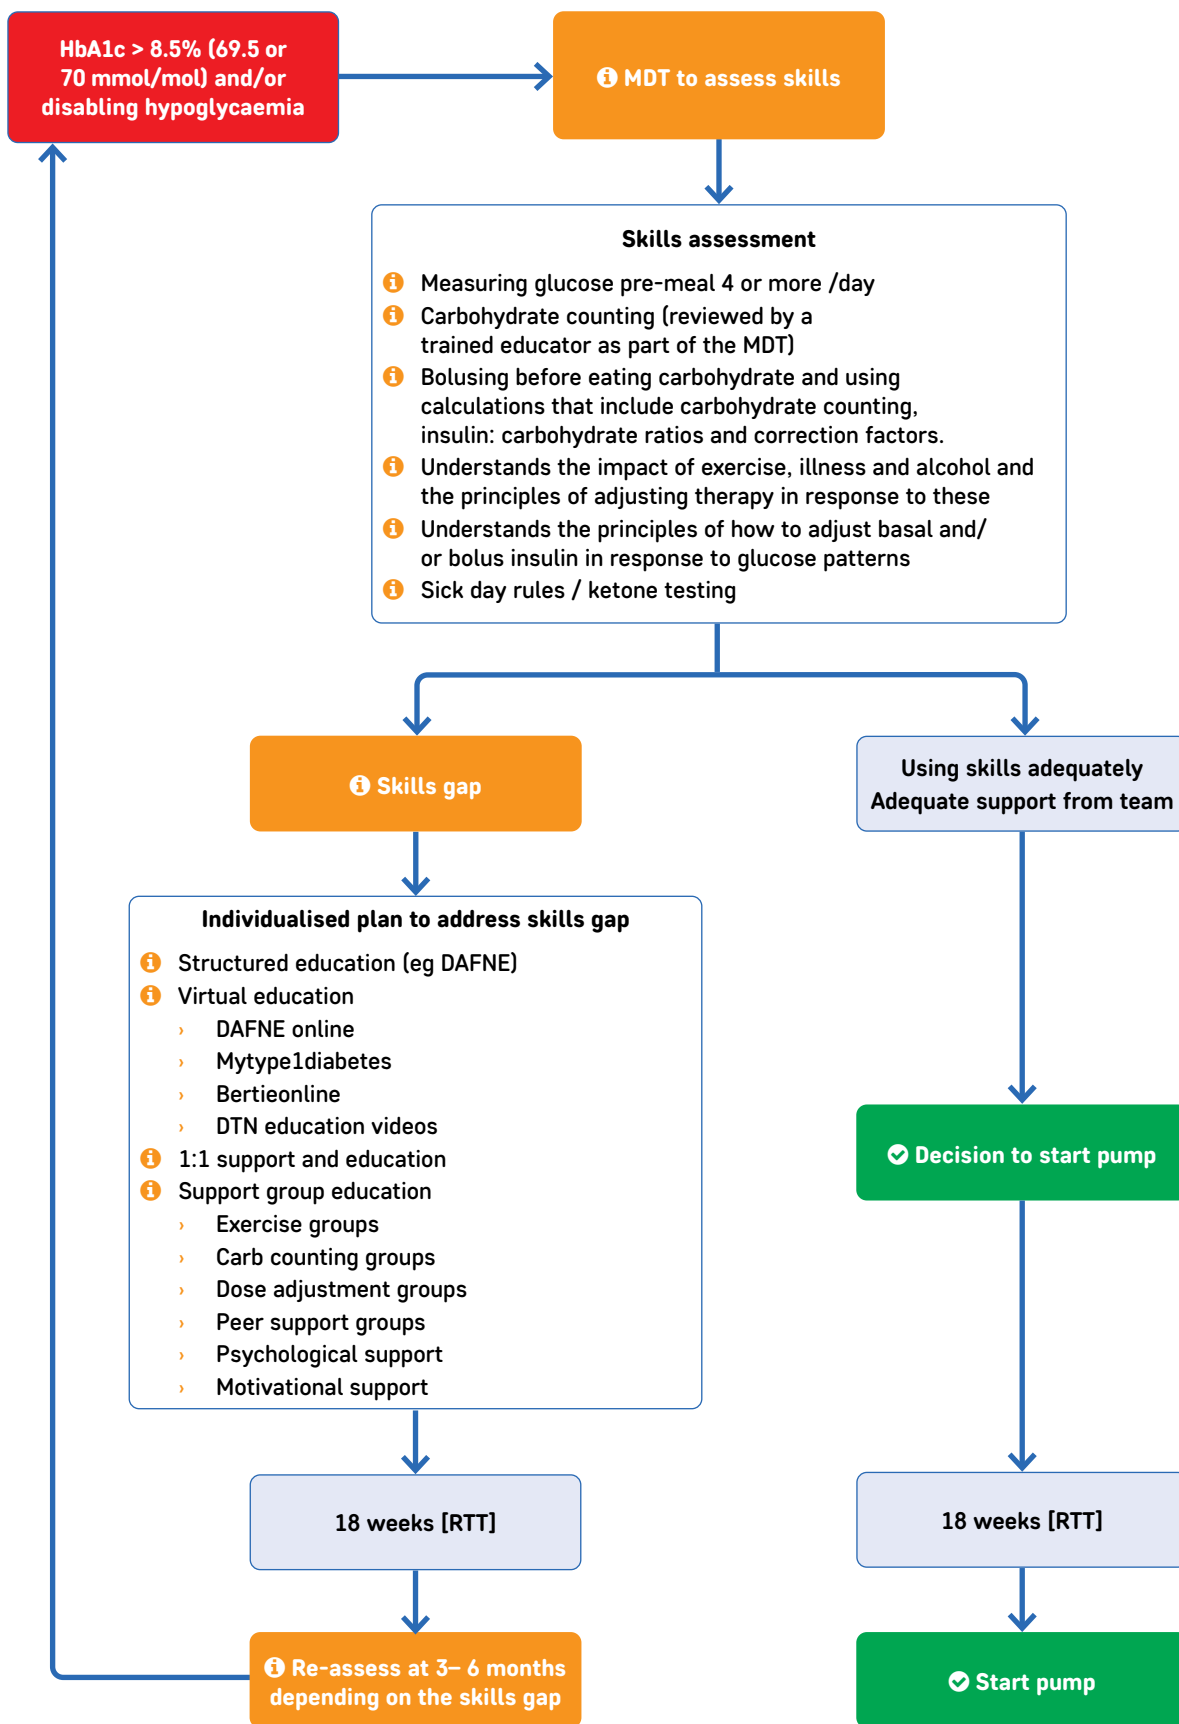 HbA1c > 8.5% (69.5 or
70 mmol/mol) and/or
disabling hypoglycaemia
MDT to assess skills
Skills assessment
Measuring glucose pre-meal 4 or more /day
Carbohydrate counting (reviewed by a
trained educator as part of the MDT)
Bolusing before eating carbohydrate and using
calculations that include carbohydrate counting,
insulin: carbohydrate ratios and correction factors.
Understands the impact of exercise, illness and alcohol and
the principles of adjusting therapy in response to these
Understands the principles of how to adjust basal and/
or bolus insulin in response to glucose patterns
Sick day rules / ketone testing
Skills gap
Using skills adequately
Adequate support from team
Individualised plan to address skills gap
Structured education (eg DAFNE)
Virtual education
› DAFNE online
› Mytype1diabetes
› Bertieonline
› DTN education videos
1:1 support and education
Support group education
› Exercise groups
› Carb counting groups
› Dose adjustment groups
› Peer support groups
› Psychological support
› Motivational support
Decision to start pump
18 weeks [RTT]
18 weeks [RTT]
Re-assess at 3– 6 months
depending on the skills gap
Start pump